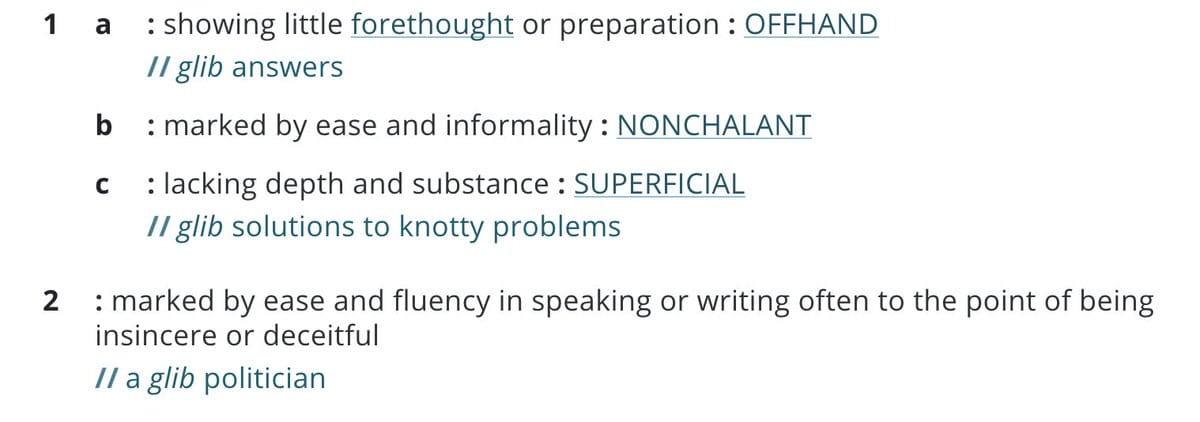 1 a : showing little forethought or preparation : OFFHAND
// glib answers
b : marked by ease and informality : NONCHALANT
c : lacking depth and substance : SUPERFICIAL
// glib solutions to knotty problems
2 : marked by ease and fluency in speaking or writing often to the point of being
insincere or deceitful
// a glib politician